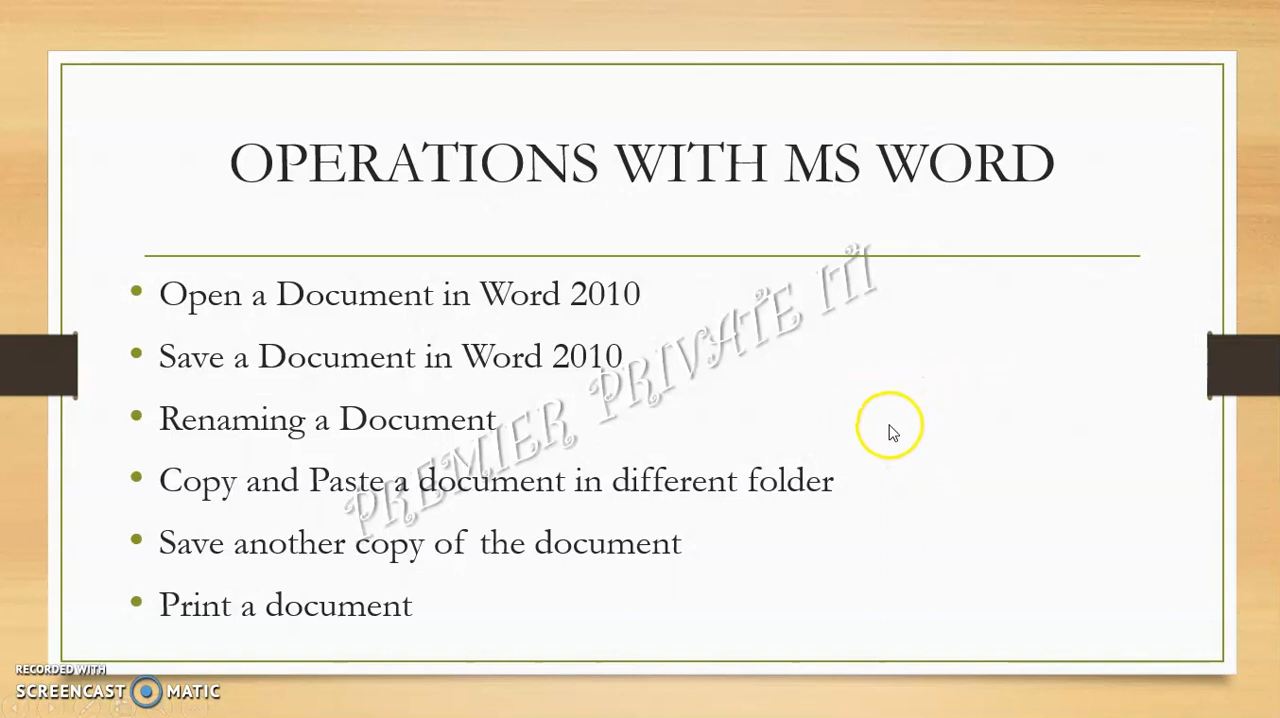 OPERATIONS WITH MS WORD
• Open a Document in Word 2010
• Save a Document in Word 2010
• Renaming a Document
• Copy and Paste a document in different folder
• Save another copy of the document
• Print a document
PREMIER PRIVATE ITI
RECORDED WITH
SCREENCAST MATIC